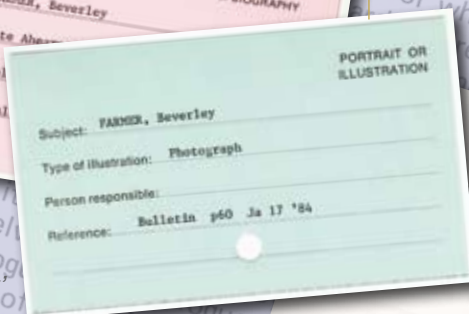 FARMER, Beverley
BIOGRAPHY
PORTRAIT OR
ILLUSTRATION
Subject: FARMER, Beverley
Type of illustration: Photograph
Person responsible:
Reference: Bulletin p60 Ja 17 '84